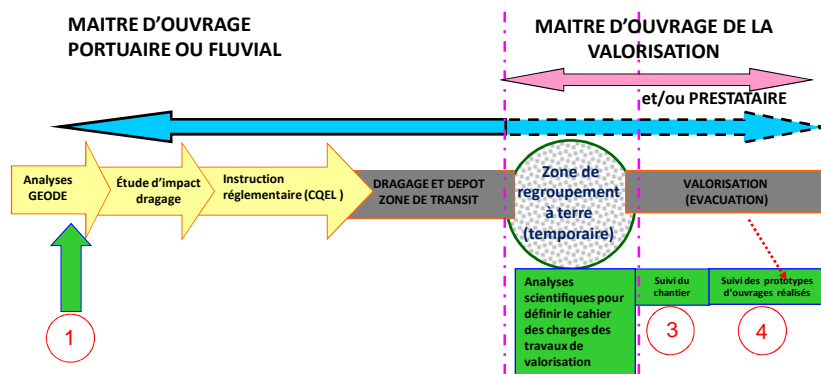 MAITRE D'OUVRAGE
PORTUAIRE OU FLUVIAL
MAITRE D'OUVRAGE DE LA
VALORISATION
et/ou PRESTATAIRE
Analyses
GEODE
Étude d'impact
dragage
Instruction
réglementaire (CQEL )
DRAGAGE ET DEPOT
ZONE DE TRANSIT
Zone de
regroupement
à terre
(temporaire)
VALORISATION
(EVACUATION)
Analyses
scientifiques pour
définir le cahier
des charges des
travaux de
valorisation
Suivi du
chantier
Suivi des prototypes
d'ouvrages réalisés
1
3
4